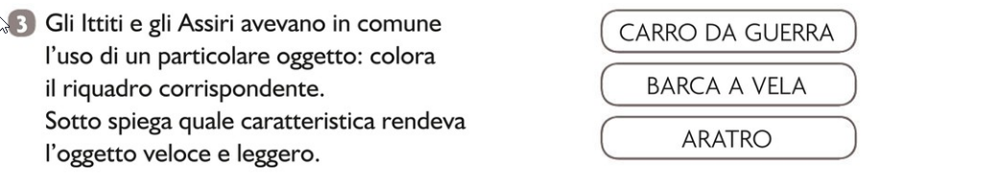 3 Gli Ittiti e gli Assiri avevano in comune
l'uso di un particolare oggetto: colora
il riquadro corrispondente.
Sotto spiega quale caratteristica rendeva
l'oggetto veloce e leggero.
CARRO DA GUERRA
BARCA A VELA
ARATRO